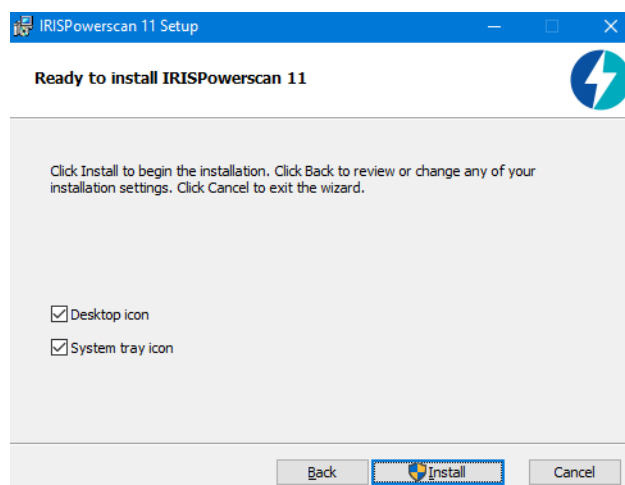 IRISPowerscan 11 Setup
Ready to install IRISPowerscan 11
Click Install to begin the installation. Click Back to review or change any of your
installation settings. Click Cancel to exit the wizard.
Desktop icon
System tray icon
Back Install Cancel